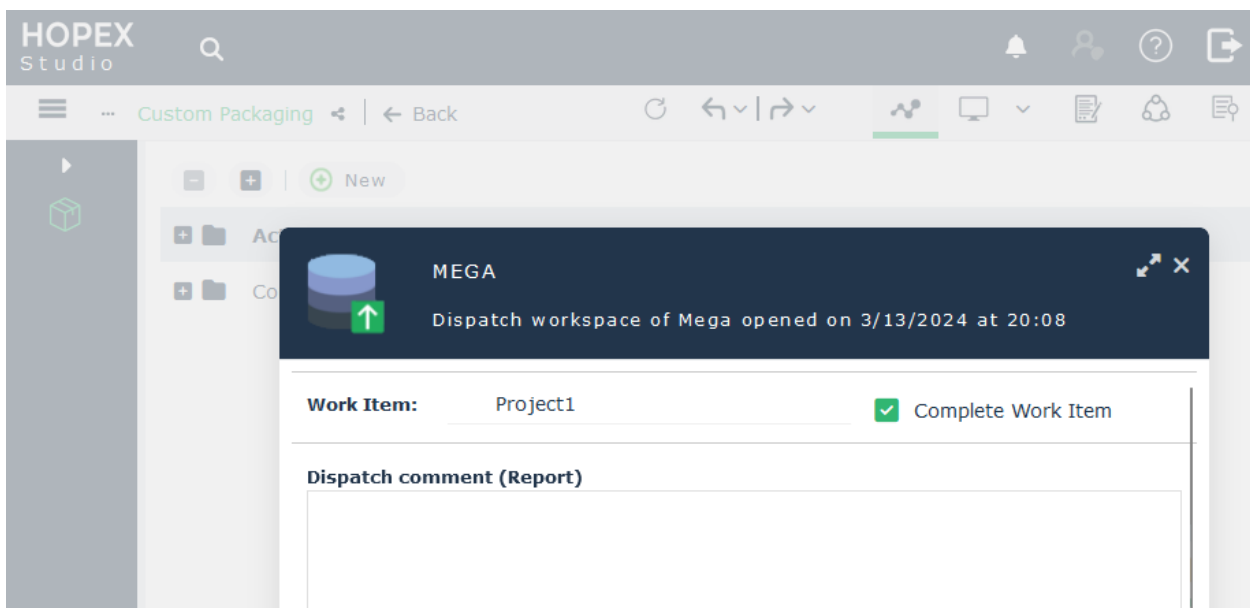 HOPEX
Studio
... Custom Packaging ← Back
New
Ac
Co
MEGA
Dispatch workspace of Mega opened on 3/13/2024 at 20:08
Work Item: Project1 Complete Work Item
Dispatch comment (Report)